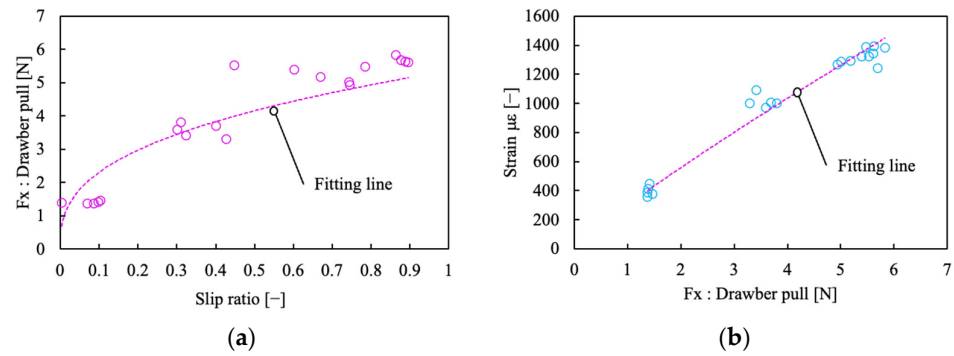 7
6
5
4
3
2
1
0
Fx : Drawber pull [N]
0 0.1 0.2 0.3 0.4 0.5 0.6 0.7 0.8 0.9 1
Slip ratio [−]
Fitting line
(a)
1600
1400
1200
1000
800
600
400
200
0
Strain με [−]
0 1 2 3 4 5 6 7
Fx : Drawber pull [N]
Fitting line
(b)